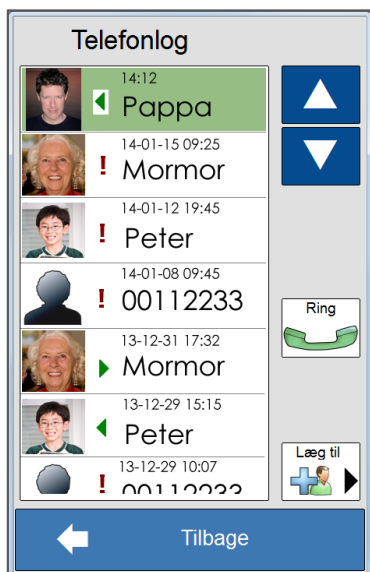 Telefonlog
14:12
Pappa
14-01-15 09:25
! Mormor
14-01-12 19:45
! Peter
14-01-08 09:45
! 00112233
Ring
13-12-31 17:32
Mormor
13-12-29 15:15
Peter
Læg til
13-12-29 10:07
! 00112233
Tilbage